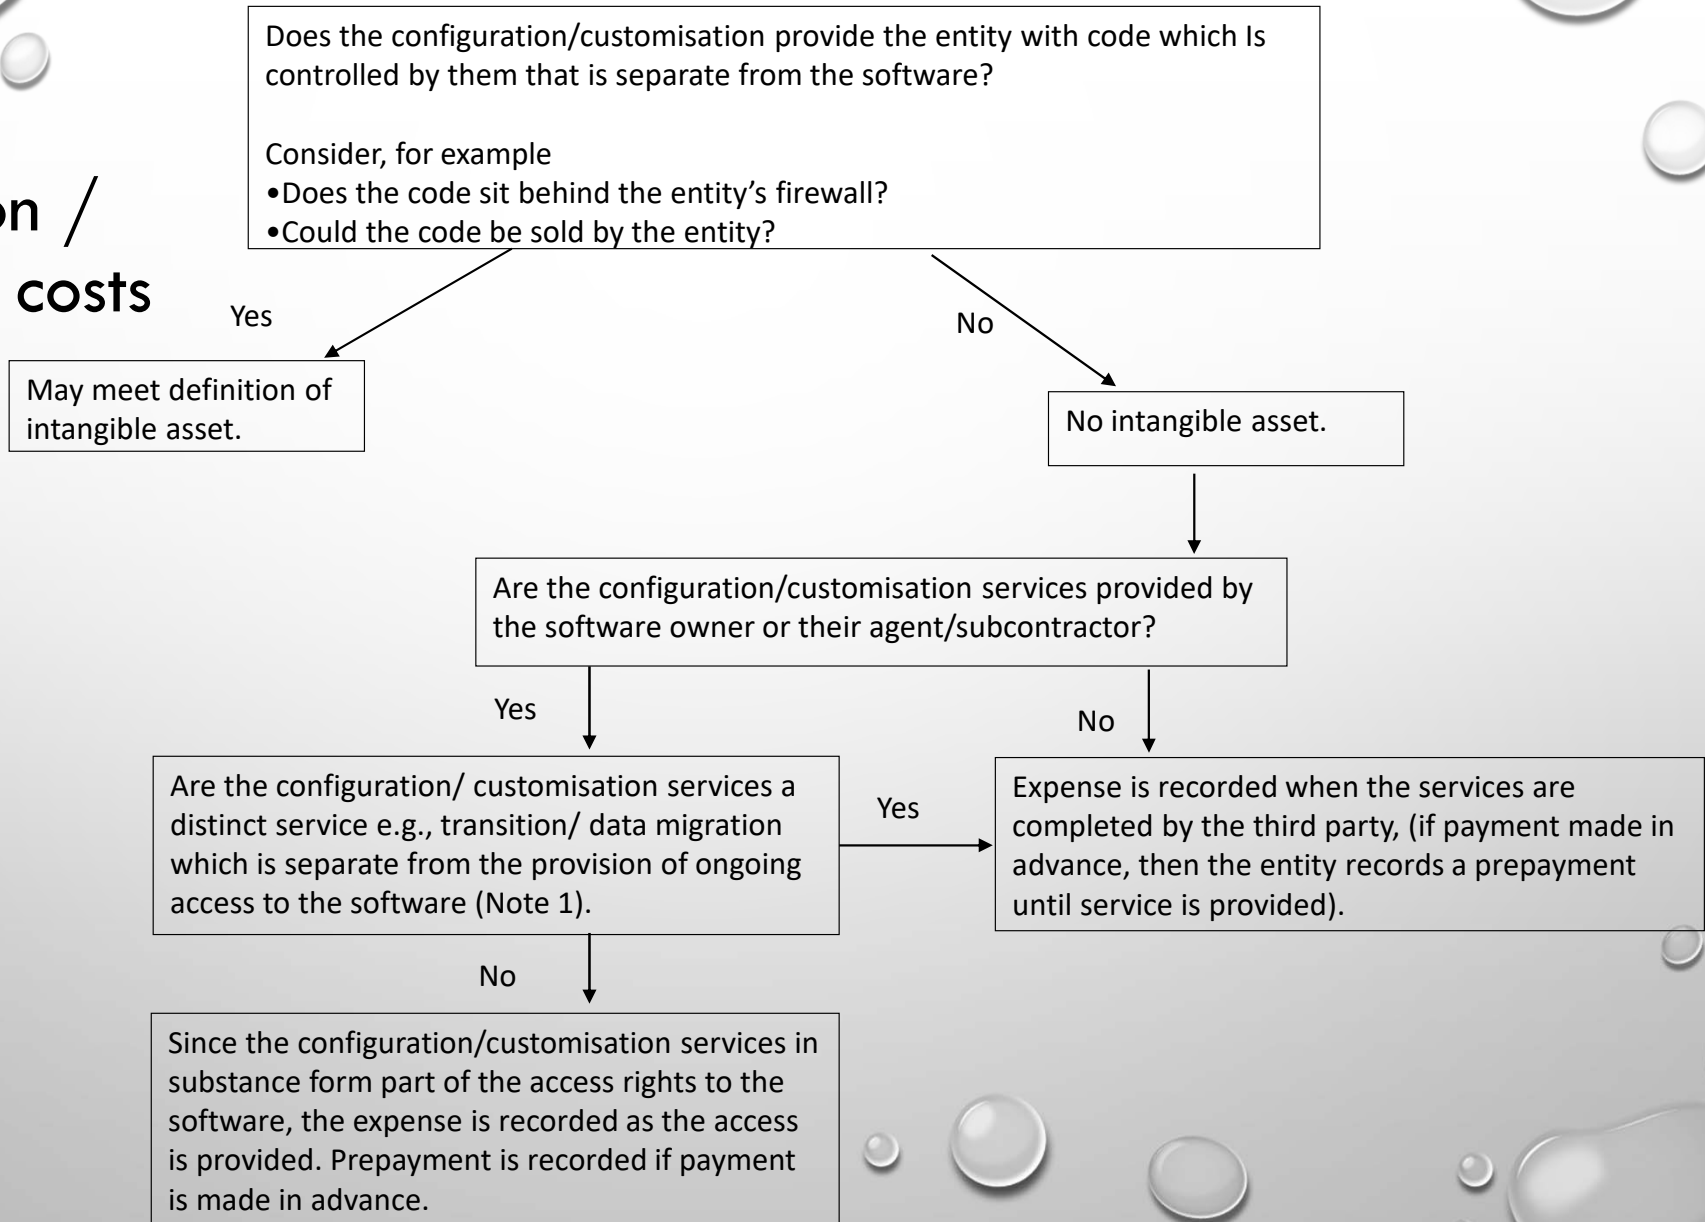 Does the configuration/customisation provide the entity with code which Is
controlled by them that is separate from the software?
Consider, for example
•Does the code sit behind the entity’s firewall?
•Could the code be sold by the entity?
on /
costs
Yes
No
May meet definition of
intangible asset.
No intangible asset.
Are the configuration/customisation services provided by
the software owner or their agent/subcontractor?
Yes
No
Are the configuration/ customisation services a
distinct service e.g., transition/ data migration
which is separate from the provision of ongoing
access to the software (Note 1).
Yes
Expense is recorded when the services are
completed by the third party, (if payment made in
advance, then the entity records a prepayment
until service is provided).
No
Since the configuration/customisation services in
substance form part of the access rights to the
software, the expense is recorded as the access
is provided. Prepayment is recorded if payment
is made in advance.